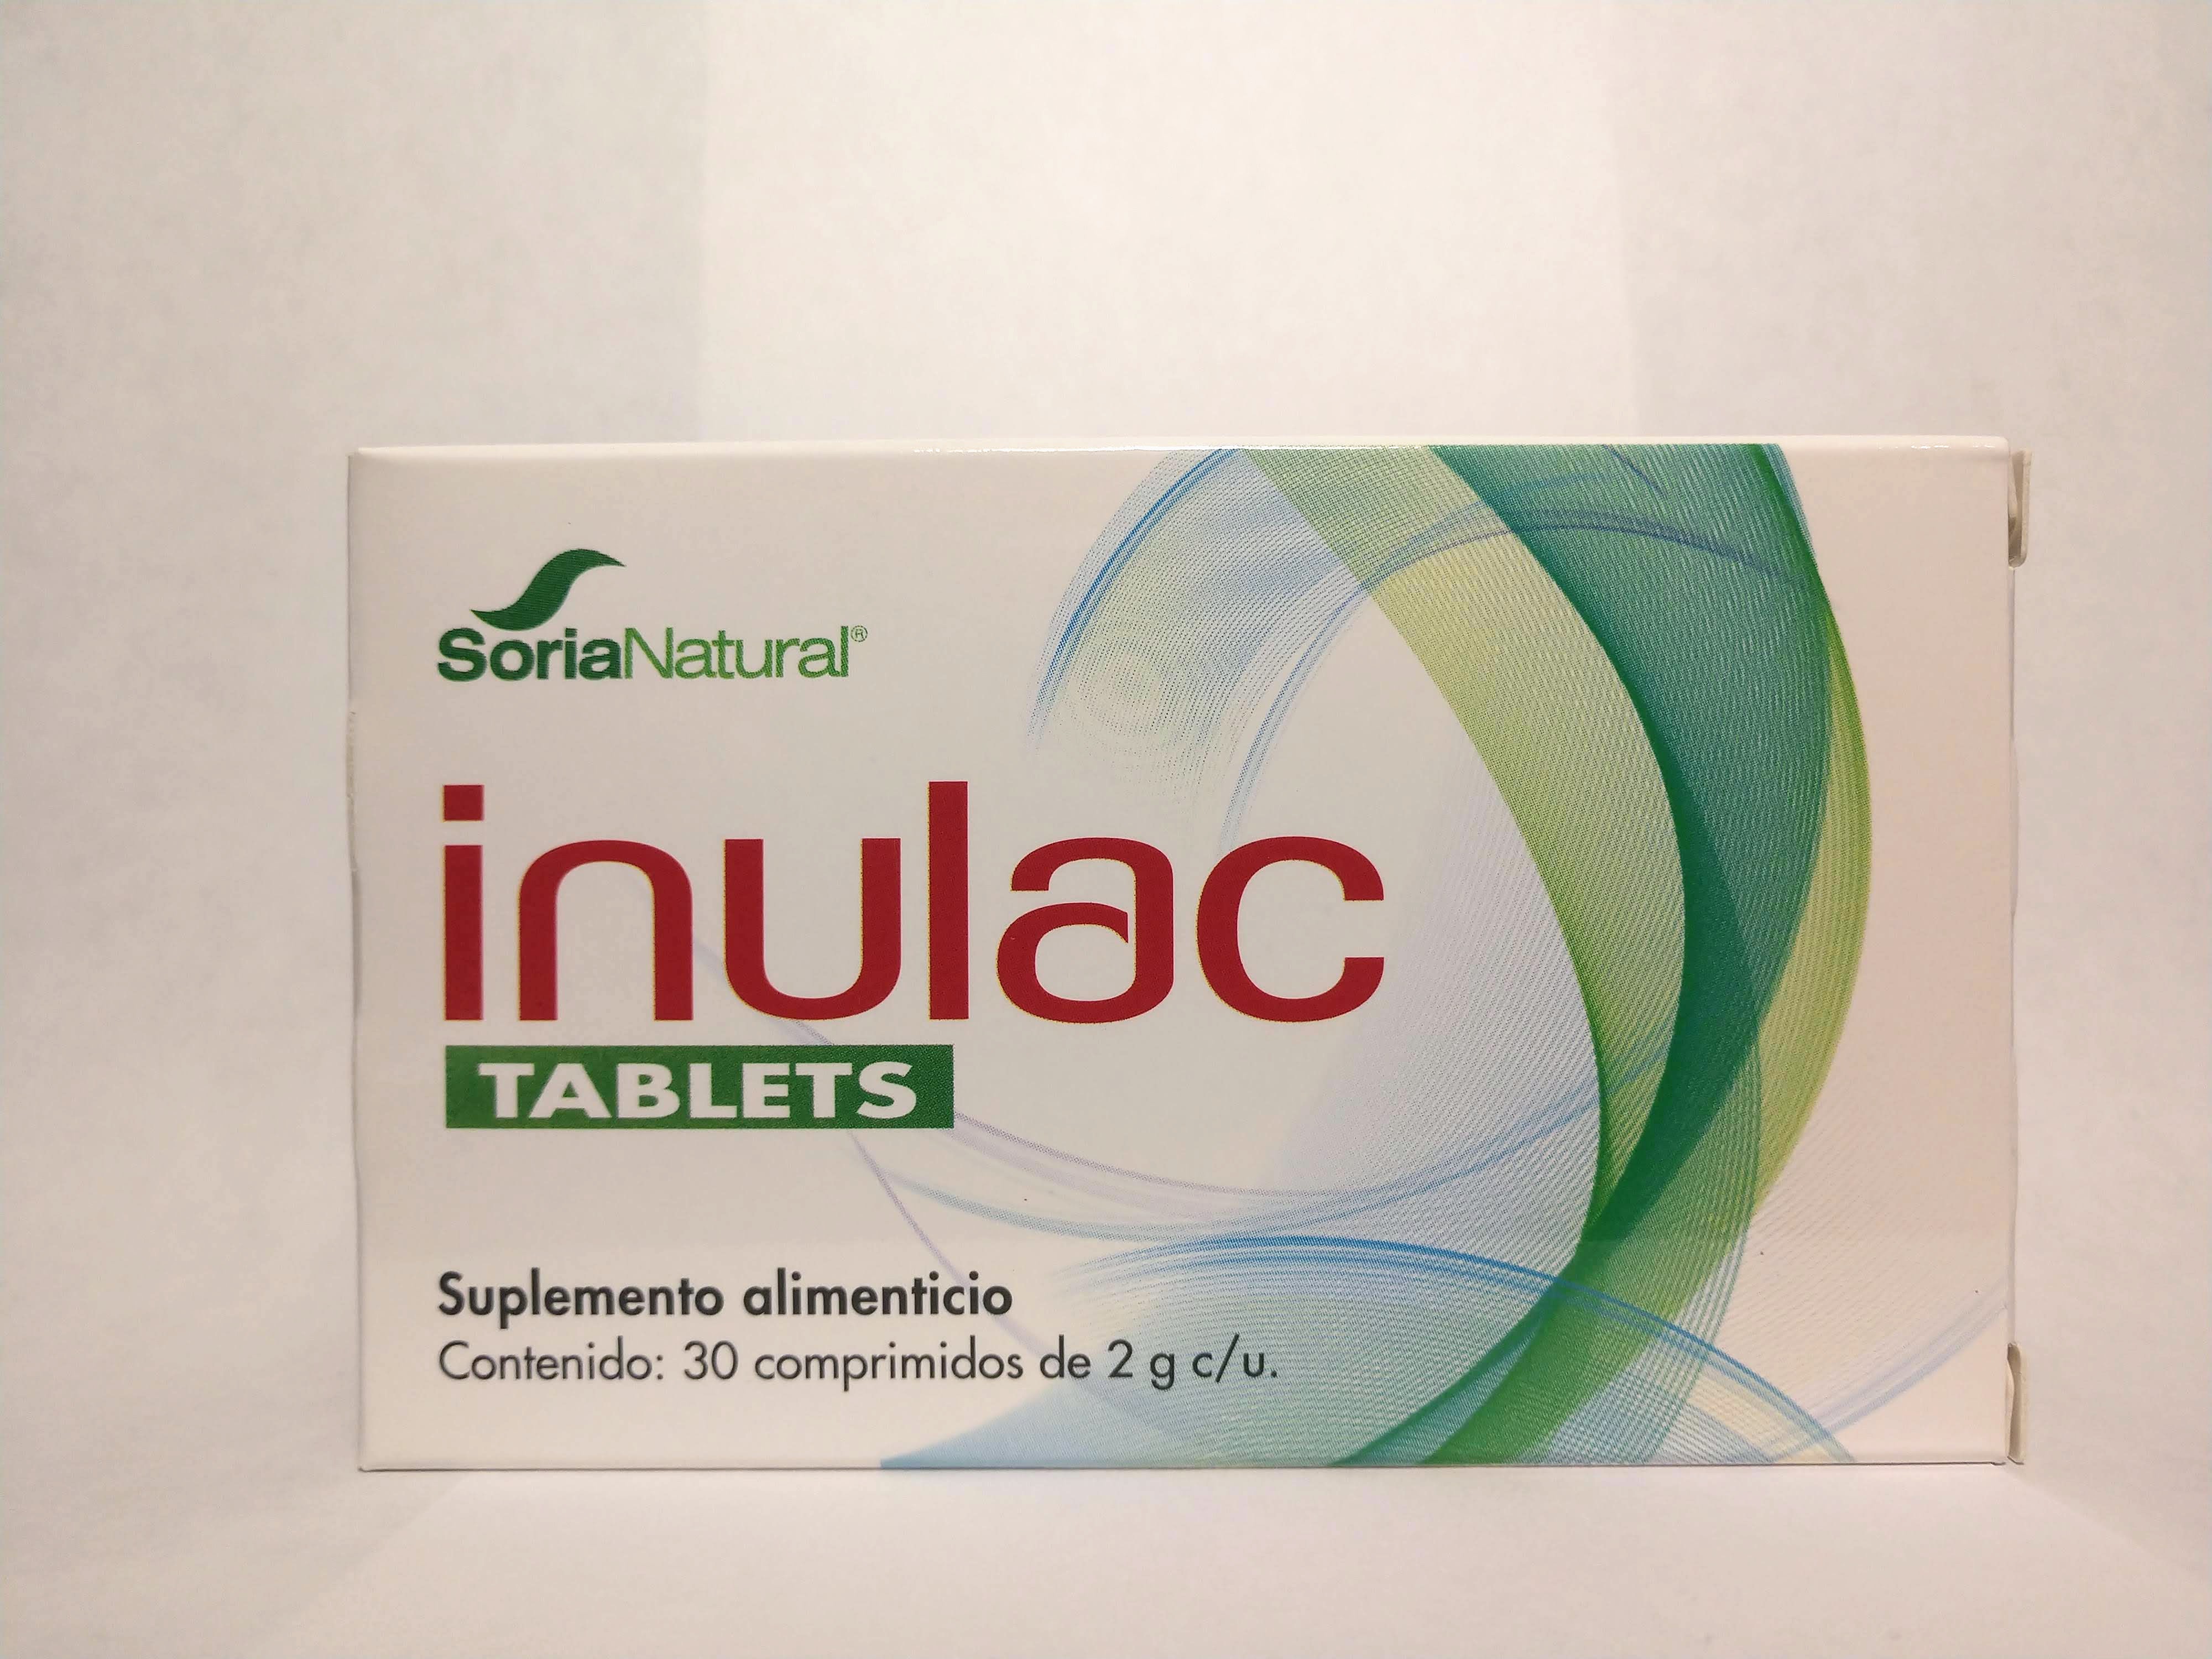 SoriaNatural®
inulac
TABLETS
Suplemento alimenticio
Contenido: 30 comprimidos de 2 g c/u.